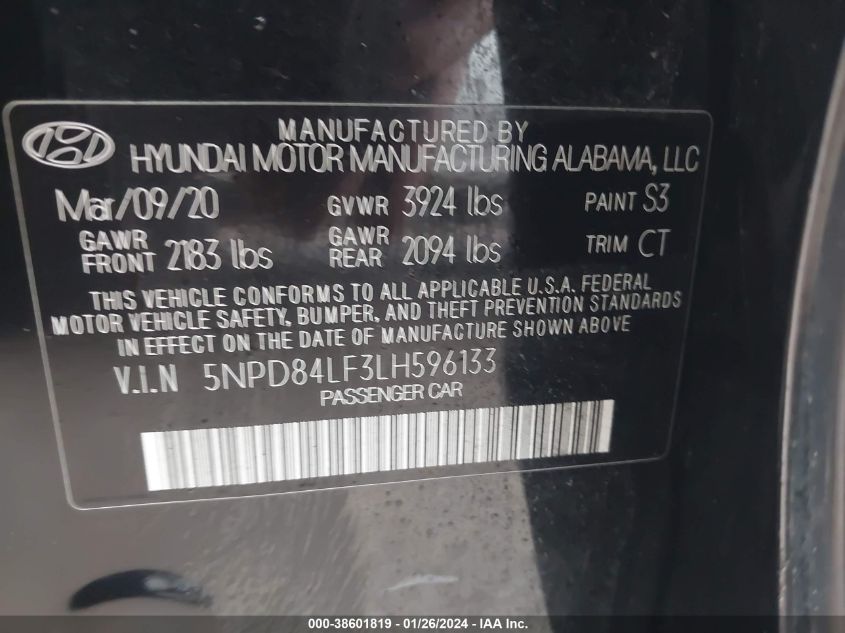 MANUFACTURED BY
HYUNDAI MOTOR MANUFACTURING ALABAMA, LLC
Mar/09/20 GVWR 3924 lbs PAINT S3
GAWR FRONT 2183 lbs GAWR REAR 2094 lbs TRIM CT
THIS VEHICLE CONFORMS TO ALL APPLICABLE U.S.A. FEDERAL
MOTOR VEHICLE SAFETY, BUMPER, AND THEFT PREVENTION STANDARDS
IN EFFECT ON THE DATE OF MANUFACTURE SHOWN ABOVE
V.I.N 5NPD84LF3LH596133
PASSENGER CAR
000-38601819 - 01/26/2024 - IAA Inc.